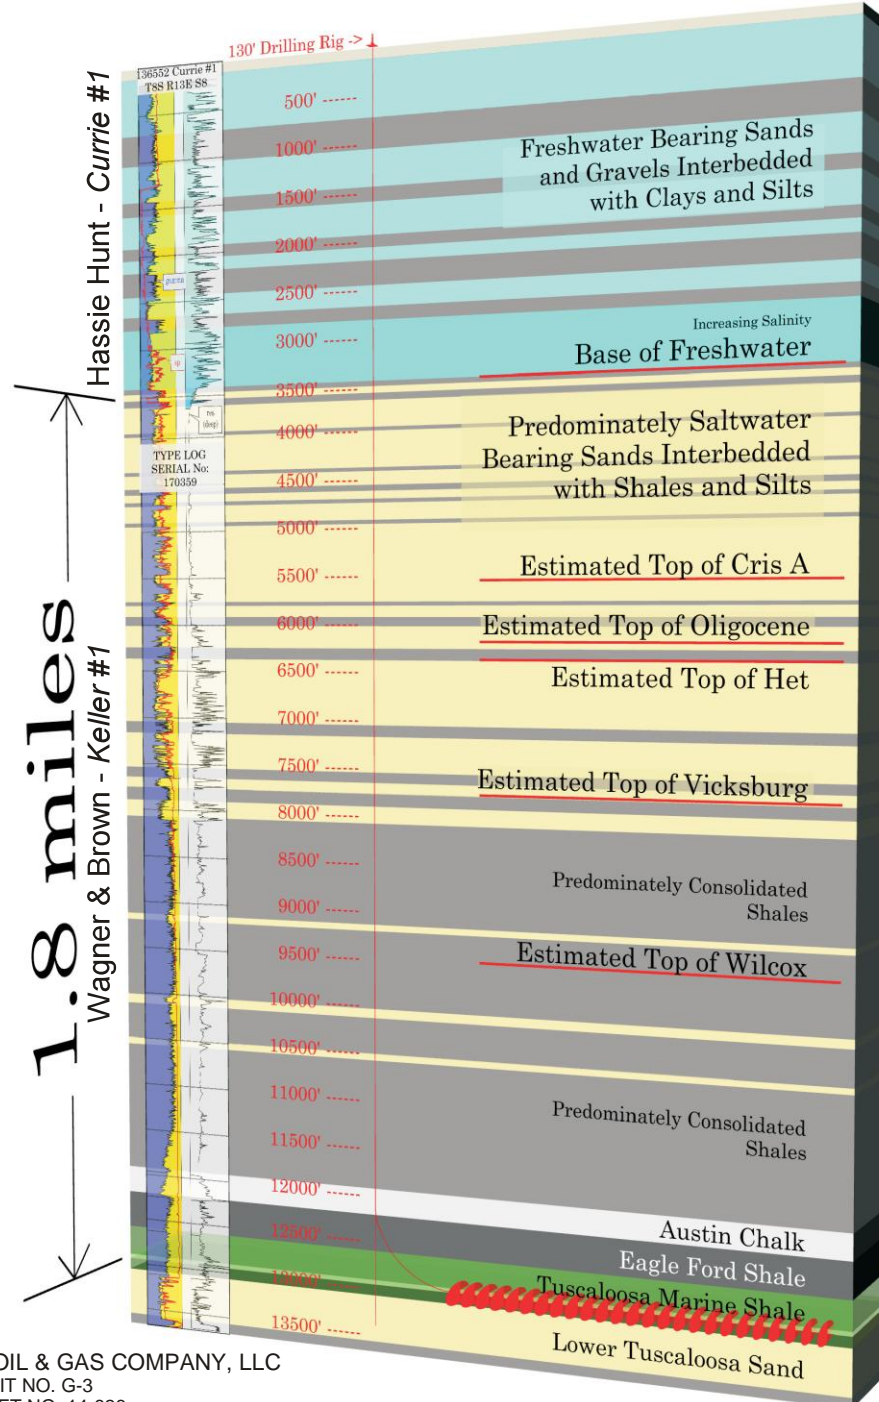 130' Drilling Rig ->
136552 Currie #1
T8S R13E S8
Hassie Hunt - Currie #1
500' ------
1000' ------
1500' ------
2000' ------
2500' ------
3000' ------
3500' ------
4000' ------
4500' ------
5000' ------
5500' ------
6000' ------
6500' ------
7000' ------
7500' ------
8000' ------
8500' ------
9000' ------
9500' ------
10000' ------
10500' ------
11000' ------
11500' ------
12000' ------
12500' ------
13000' ------
13500' ------
Freshwater Bearing Sands
and Gravels Interbedded
with Clays and Silts
Increasing Salinity
Base of Freshwater
Predominately Saltwater
Bearing Sands Interbedded
with Shales and Silts
TYPE LOG
SERIAL No:
170359
1.8 miles
Wagner & Brown - Keller #1
Estimated Top of Cris A
Estimated Top of Oligocene
Estimated Top of Het
Estimated Top of Vicksburg
Predominately Consolidated
Shales
Estimated Top of Wilcox
Predominately Consolidated
Shales
Austin Chalk
Eagle Ford Shale
Tuscaloosa Marine Shale
Lower Tuscaloosa Sand
OIL & GAS COMPANY, LLC
IT NO. G-3